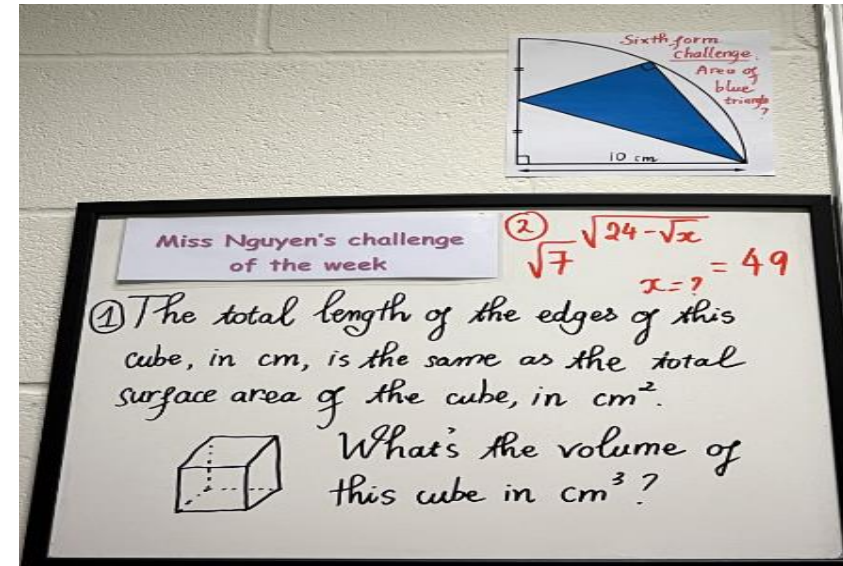 Sixth form
challenge.
Area of
blue
triangle
?
10 cm
Miss Nguyen's challenge
of the week
② √7^√(24-√x) = 49
x = ?
① The total length of the edges of this
cube, in cm, is the same as the total
surface area of the cube, in cm².
What's the volume of
this cube in cm³ ?